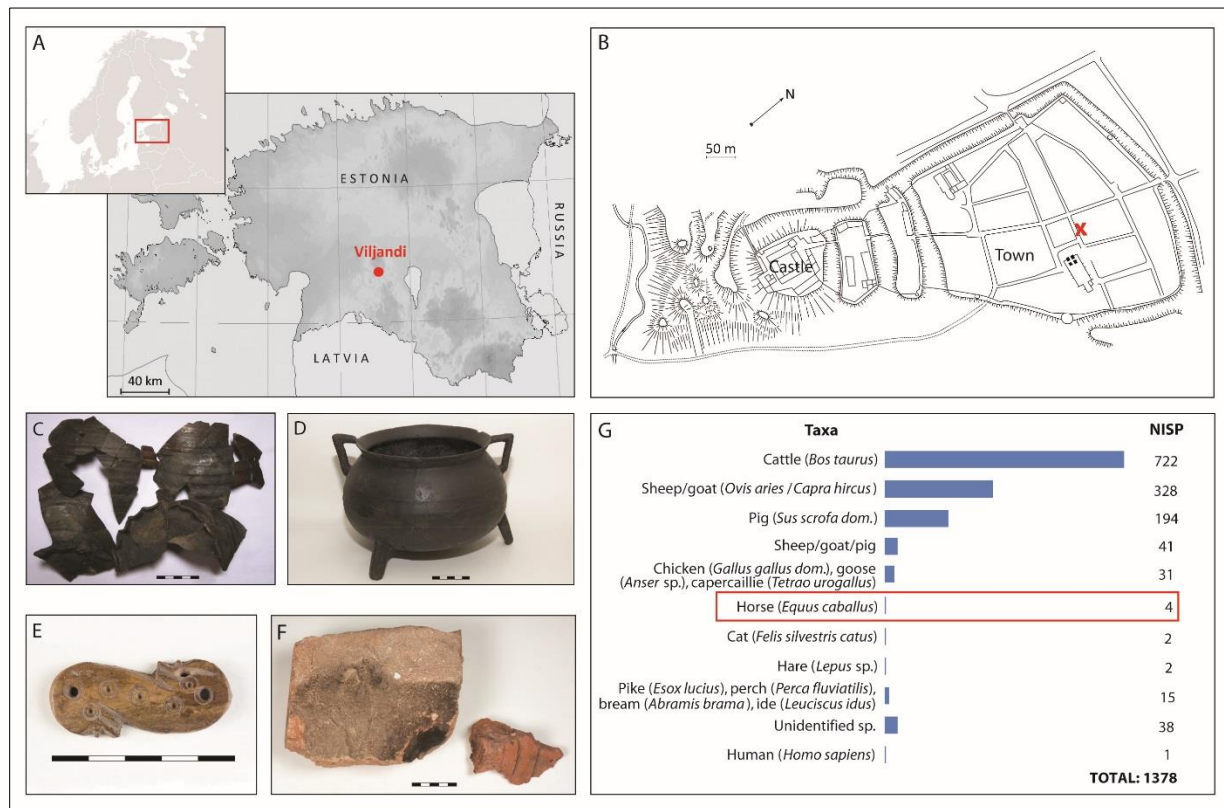 A
ESTONIA
RUSSIA
Viljandi
LATVIA
40 km
B
N
50 m
Castle
Town
X
C
D
E
F
G
Taxa NISP
Cattle (Bos taurus) 722
Sheep/goat (Ovis aries / Capra hircus) 328
Pig (Sus scrofa dom.) 194
Sheep/goat/pig 41
Chicken (Gallus gallus dom.), goose
(Anser sp.), capercaillie (Tetrao urogallus) 31
Horse (Equus caballus) 4
Cat (Felis silvestris catus) 2
Hare (Lepus sp.) 2
Pike (Esox lucius), perch (Perca fluviatilis),
bream (Abramis brama), ide (Leuciscus idus) 15
Unidentified sp. 38
Human (Homo sapiens) 1
TOTAL: 1378